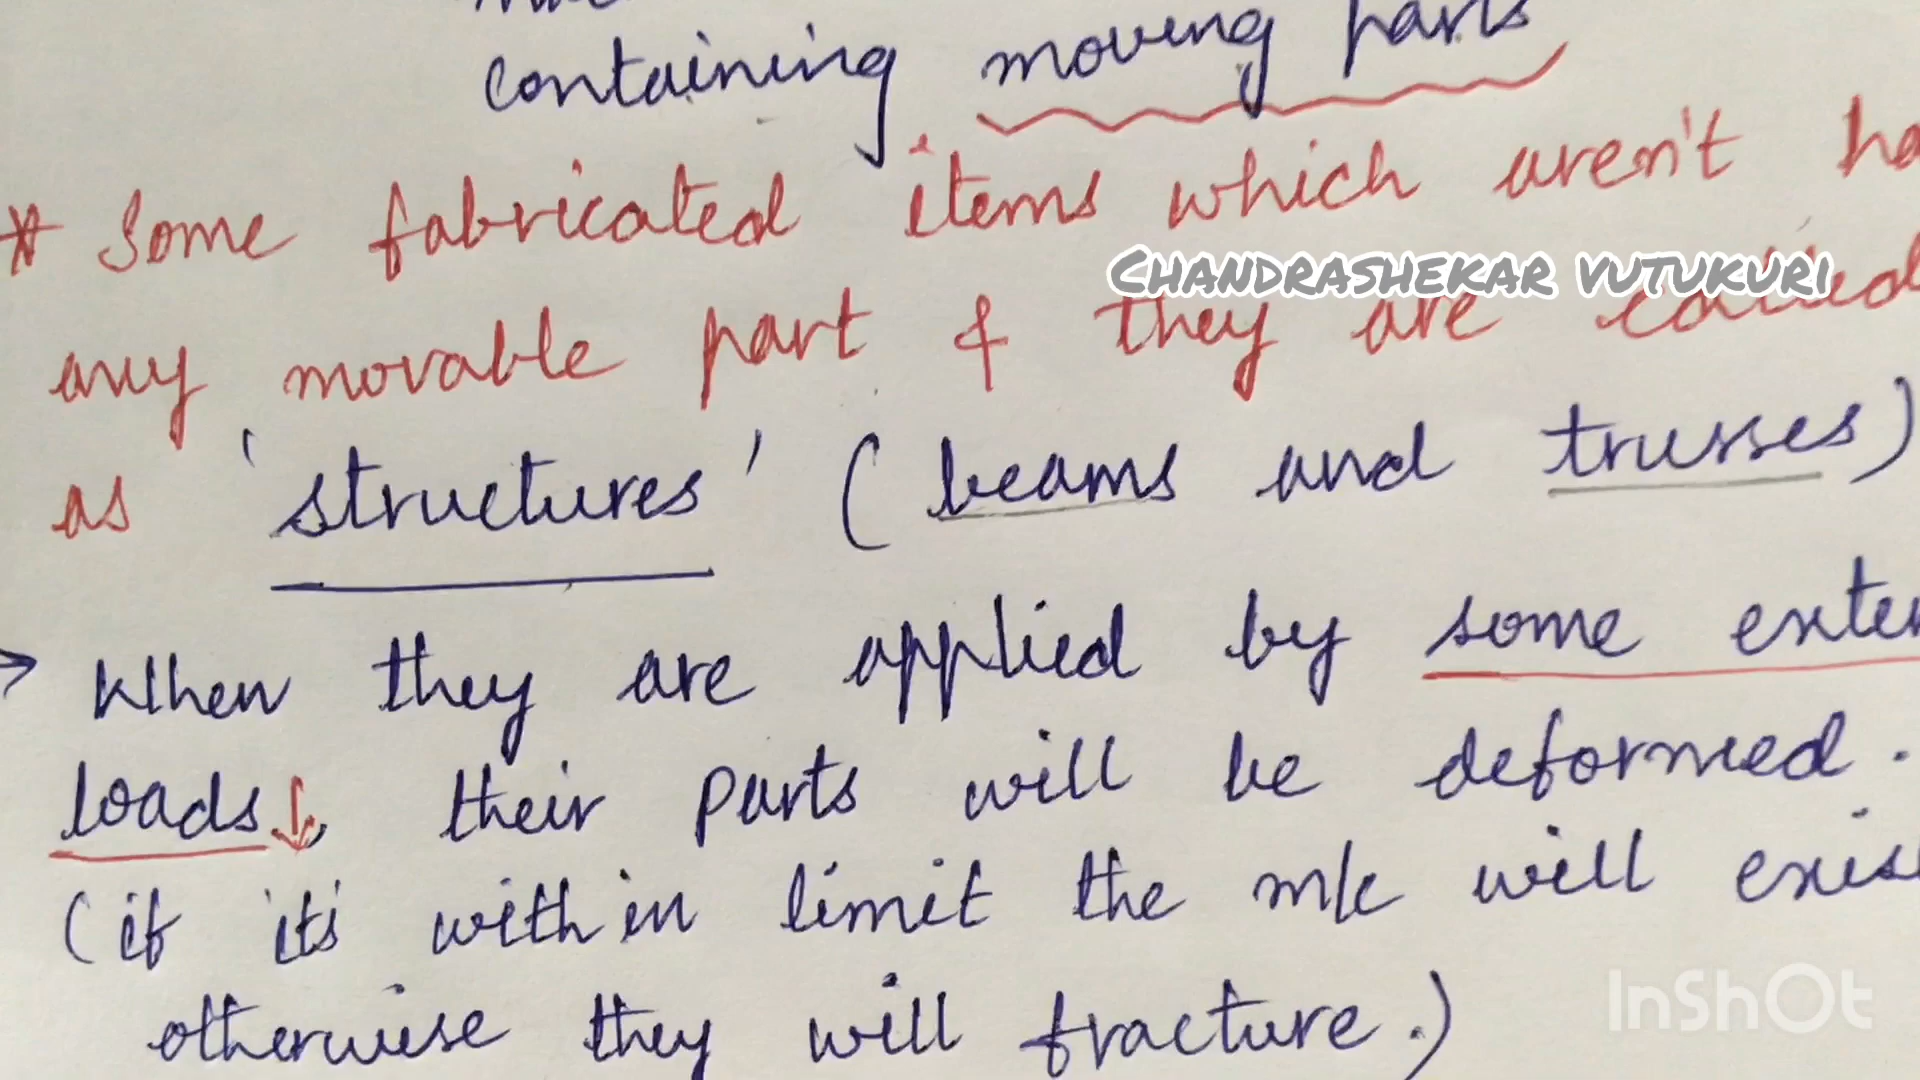 containing moving parts
* Some fabricated items which aren't
CHANDRASHEKAR VUTUKURI
any movable part & they are called
as 'structures' (beams and trusses)
→ When they are applied by some
loads↓, their parts will be deformed.
(if it's within limit the m/c will
otherwise they will fracture.)
InShOt